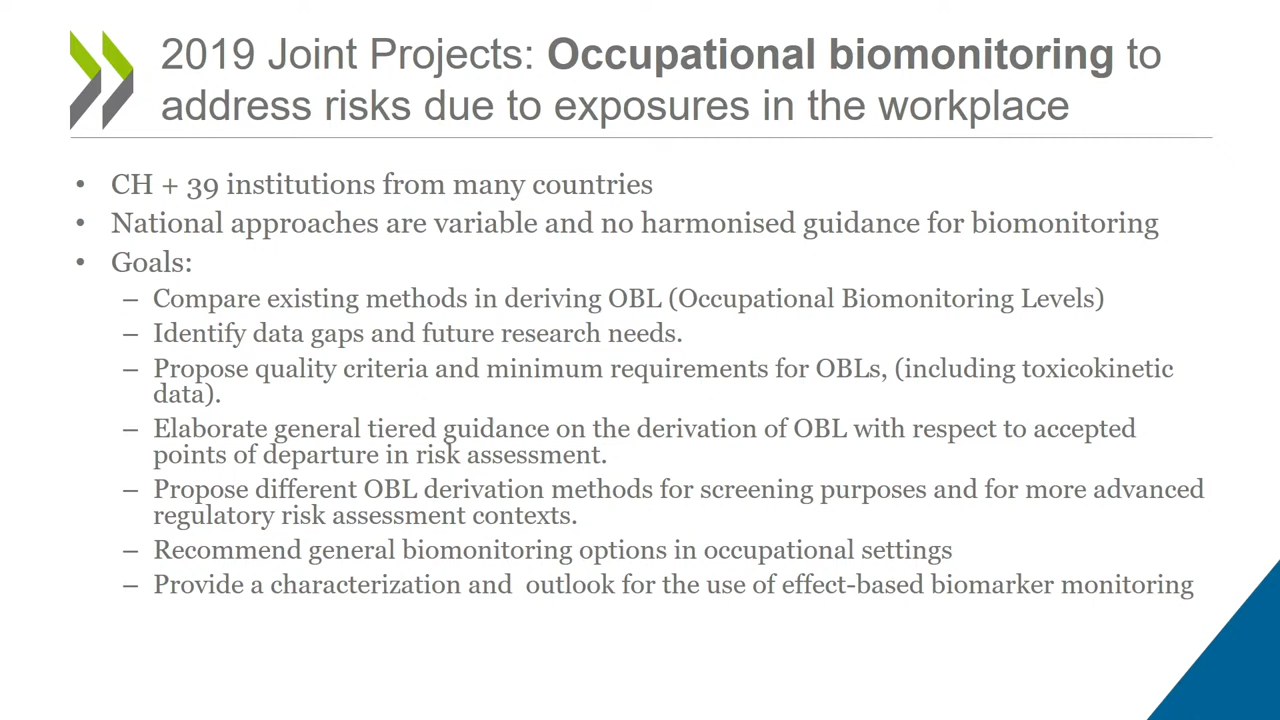 2019 Joint Projects: Occupational biomonitoring to
address risks due to exposures in the workplace
• CH + 39 institutions from many countries
• National approaches are variable and no harmonised guidance for biomonitoring
• Goals:
– Compare existing methods in deriving OBL (Occupational Biomonitoring Levels)
– Identify data gaps and future research needs.
– Propose quality criteria and minimum requirements for OBLs, (including toxicokinetic
data).
– Elaborate general tiered guidance on the derivation of OBL with respect to accepted
points of departure in risk assessment.
– Propose different OBL derivation methods for screening purposes and for more advanced
regulatory risk assessment contexts.
– Recommend general biomonitoring options in occupational settings
– Provide a characterization and  outlook for the use of effect-based biomarker monitoring